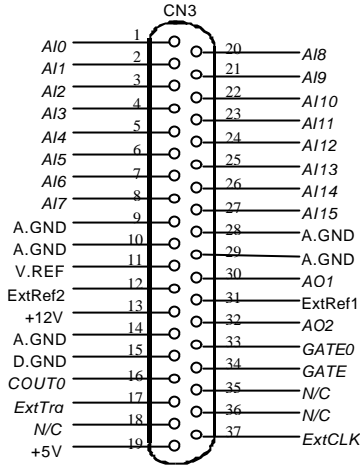 CN3
AI0 1
AI1 2
AI2 3
AI3 4
AI4 5
AI5 6
AI6 7
AI7 8
A.GND 9
A.GND 10
V.REF 11
ExtRef2 12
+12V 13
A.GND 14
D.GND 15
COUT0 16
ExtTra 17
N/C 18
+5V 19
20 AI8
21 AI9
22 AI10
23 AI11
24 AI12
25 AI13
26 AI14
27 AI15
28 A.GND
29 A.GND
30 AO1
31 ExtRef1
32 AO2
33 GATE0
34 GATE
35 N/C
36 N/C
37 ExtCLK